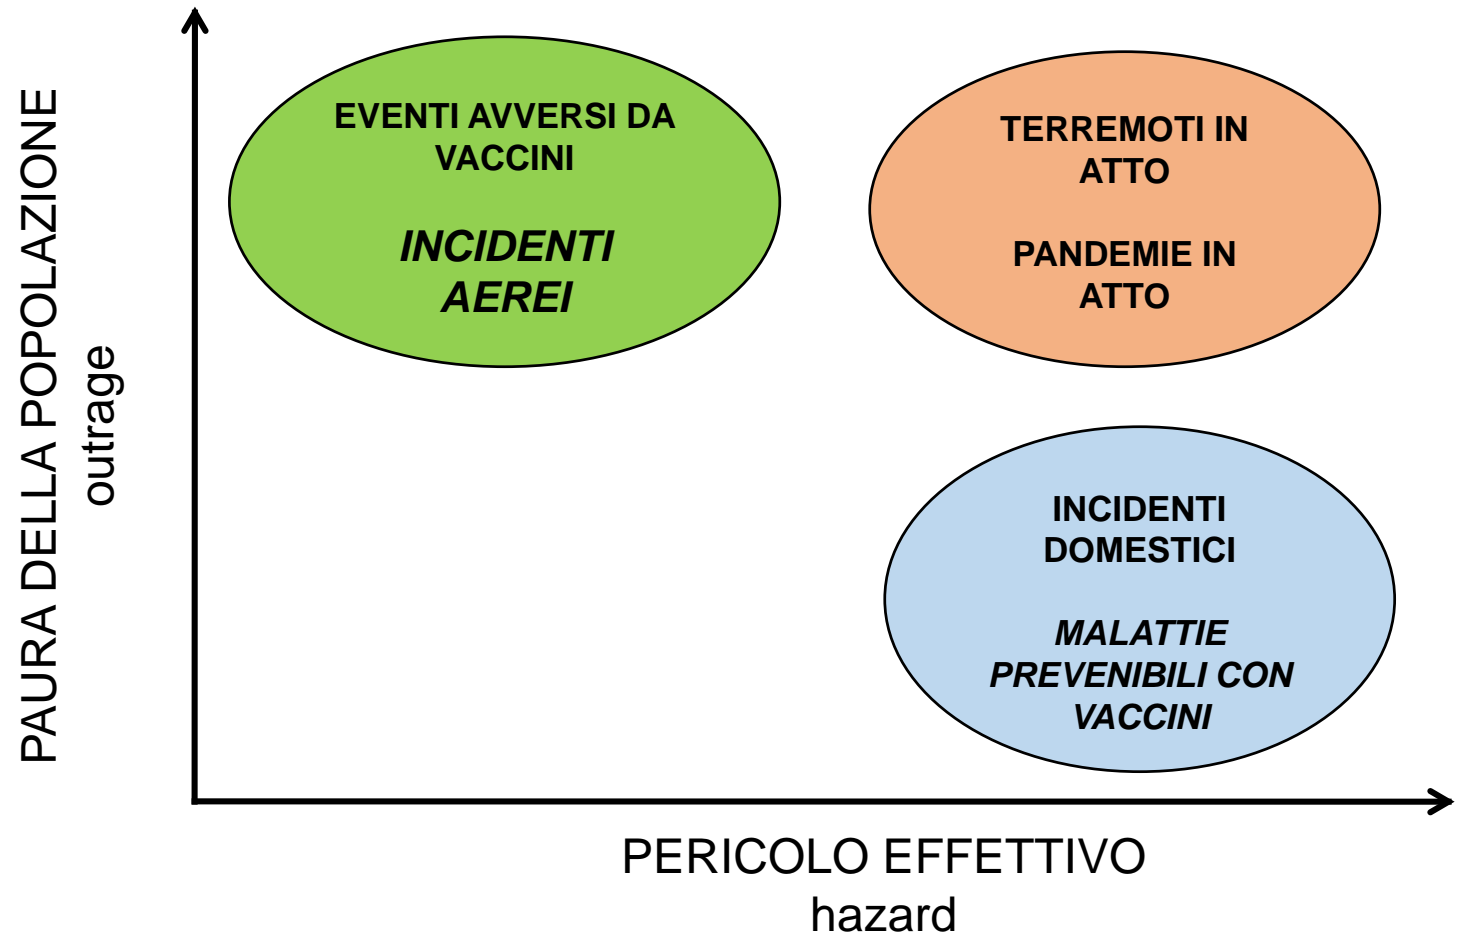 PAURA DELLA POPOLAZIONE
outrage
EVENTI AVVERSI DA
VACCINI
INCIDENTI
AEREI
TERREMOTI IN
ATTO
PANDEMIE IN
ATTO
INCIDENTI
DOMESTICI
MALATTIE
PREVENIBILI CON
VACCINI
PERICOLO EFFETTIVO
hazard